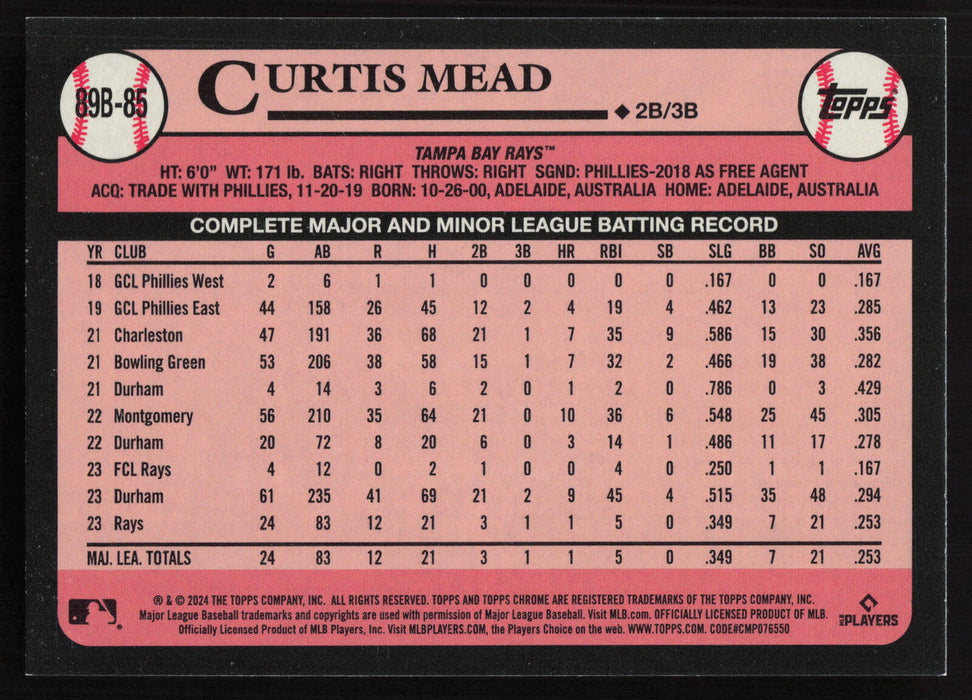 89B-85
CURTIS MEAD
◆ 2B/3B
TOPPS
TAMPA BAY RAYS™
HT: 6'0" WT: 171 lb. BATS: RIGHT THROWS: RIGHT SGND: PHILLIES-2018 AS FREE AGENT
ACQ: TRADE WITH PHILLIES, 11-20-19 BORN: 10-26-00, ADELAIDE, AUSTRALIA HOME: ADELAIDE, AUSTRALIA
COMPLETE MAJOR AND MINOR LEAGUE BATTING RECORD
YR CLUB G AB R H 2B 3B HR RBI SB SLG BB SO AVG
18 GCL Phillies West 2 6 1 1 0 0 0 0 0 .167 0 0 .167
19 GCL Phillies East 44 158 26 45 12 2 4 19 4 .462 13 23 .285
21 Charleston 47 191 36 68 21 1 7 35 9 .586 15 30 .356
21 Bowling Green 53 206 38 58 15 1 7 32 2 .466 19 38 .282
21 Durham 4 14 3 6 2 0 1 2 0 .786 0 3 .429
22 Montgomery 56 210 35 64 21 0 10 36 6 .548 25 45 .305
22 Durham 20 72 8 20 6 0 3 14 1 .486 11 17 .278
23 FCL Rays 4 12 0 2 1 0 0 4 0 .250 1 1 .167
23 Durham 61 235 41 69 21 2 9 45 4 .515 35 48 .294
23 Rays 24 83 12 21 3 1 1 5 0 .349 7 21 .253
MAJ. LEA. TOTALS 24 83 12 21 3 1 1 5 0 .349 7 21 .253
® & © 2024 THE TOPPS COMPANY, INC. ALL RIGHTS RESERVED. TOPPS AND TOPPS CHROME ARE REGISTERED TRADEMARKS OF THE TOPPS COMPANY, INC.
Major League Baseball trademarks and copyrights are used with permission of Major League Baseball. Visit MLB.com. OFFICIALLY LICENSED PRODUCT OF MLB.
Officially Licensed Product of MLB Players, Inc. Visit MLBPLAYERS.COM, the Players Choice on the web. WWW.TOPPS.COM. CODE#CMP076550
MLB PLAYERS